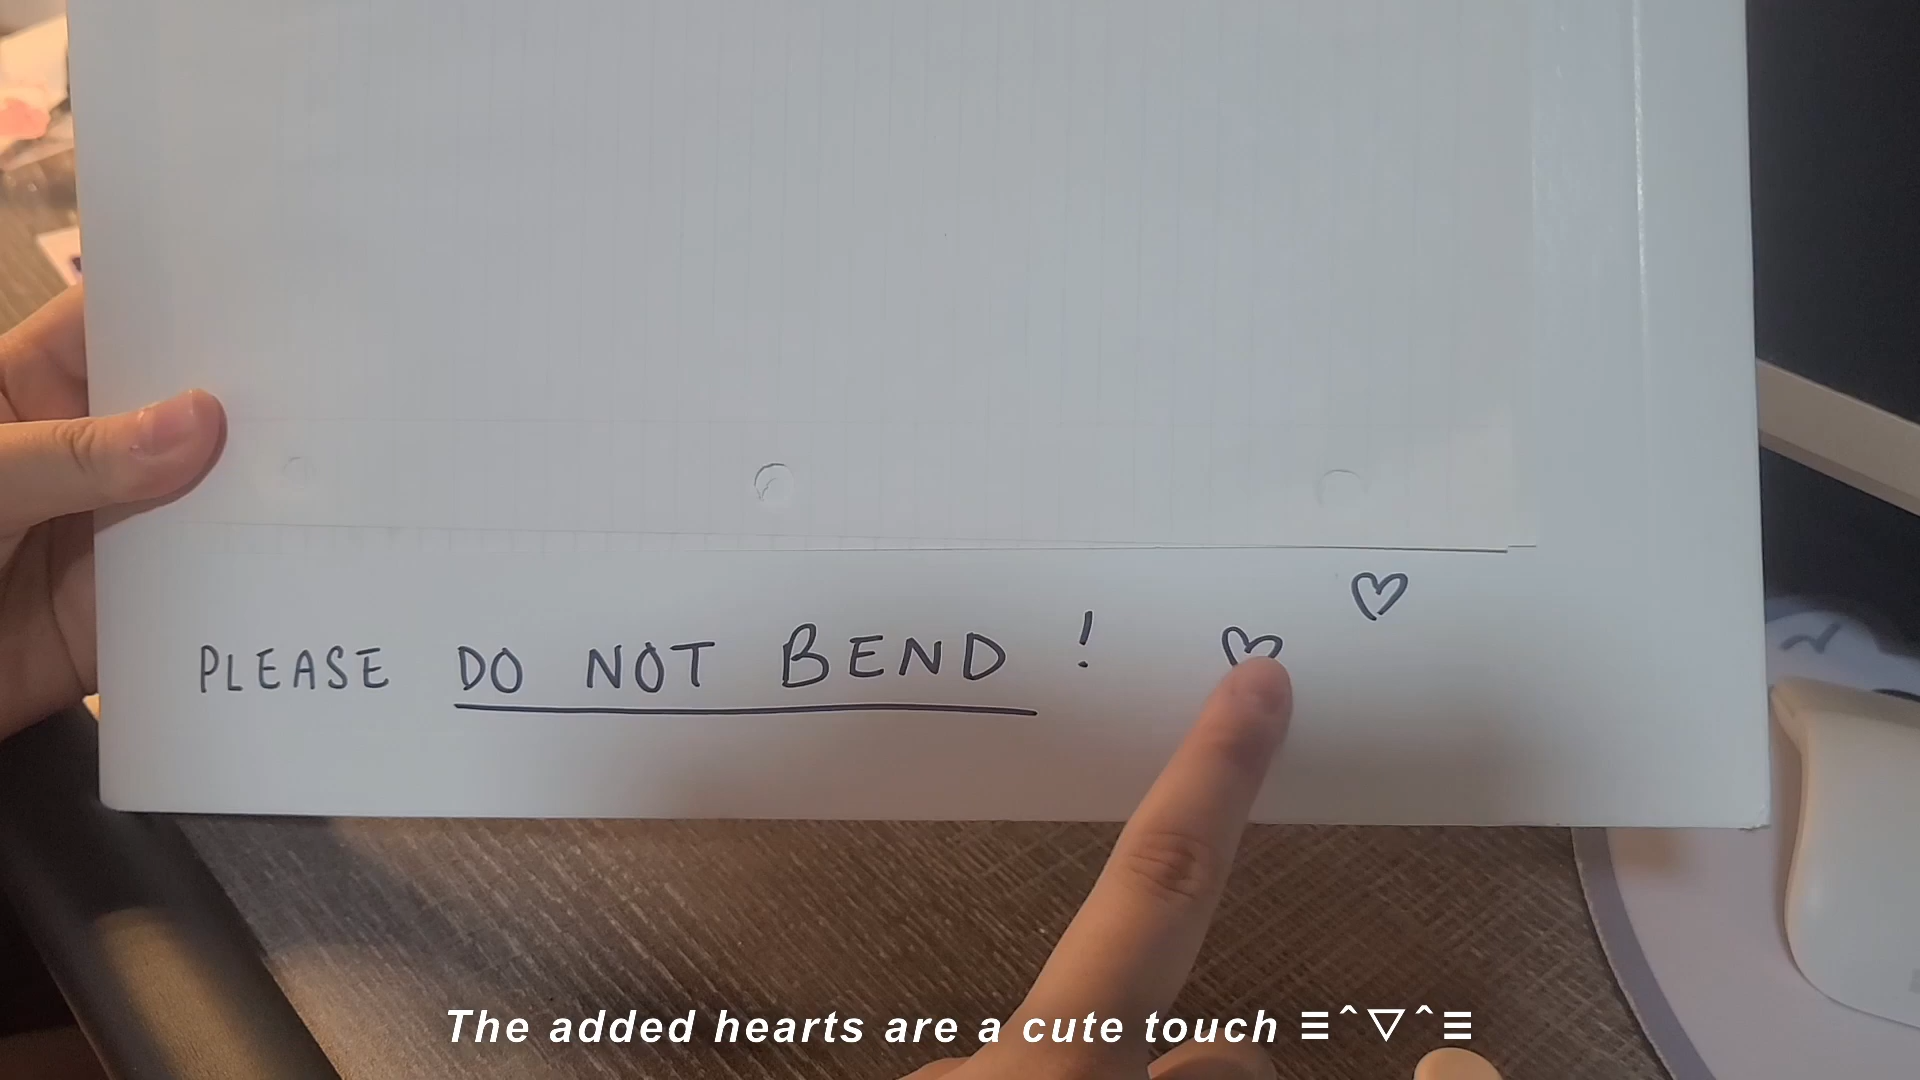 PLEASE DO NOT BEND ! ♡ ♡
The added hearts are a cute touch ≡^▽^≡